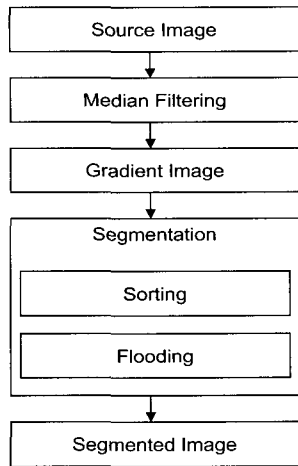 Source Image
Median Filtering
Gradient Image
Segmentation
Sorting
Flooding
Segmented Image